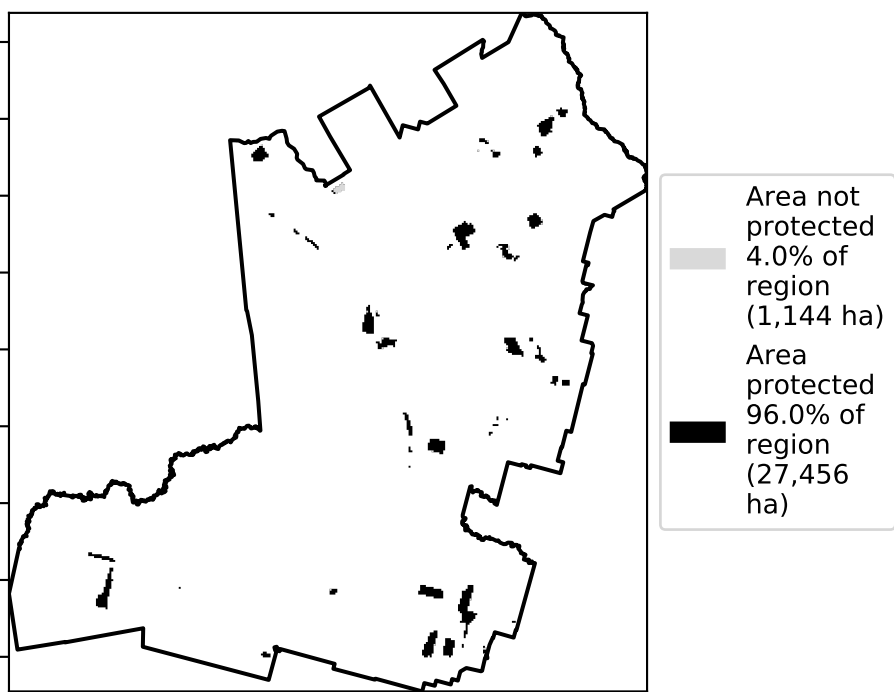 Area not
protected
4.0% of
region
(1,144 ha)
Area
protected
96.0% of
region
(27,456
ha)